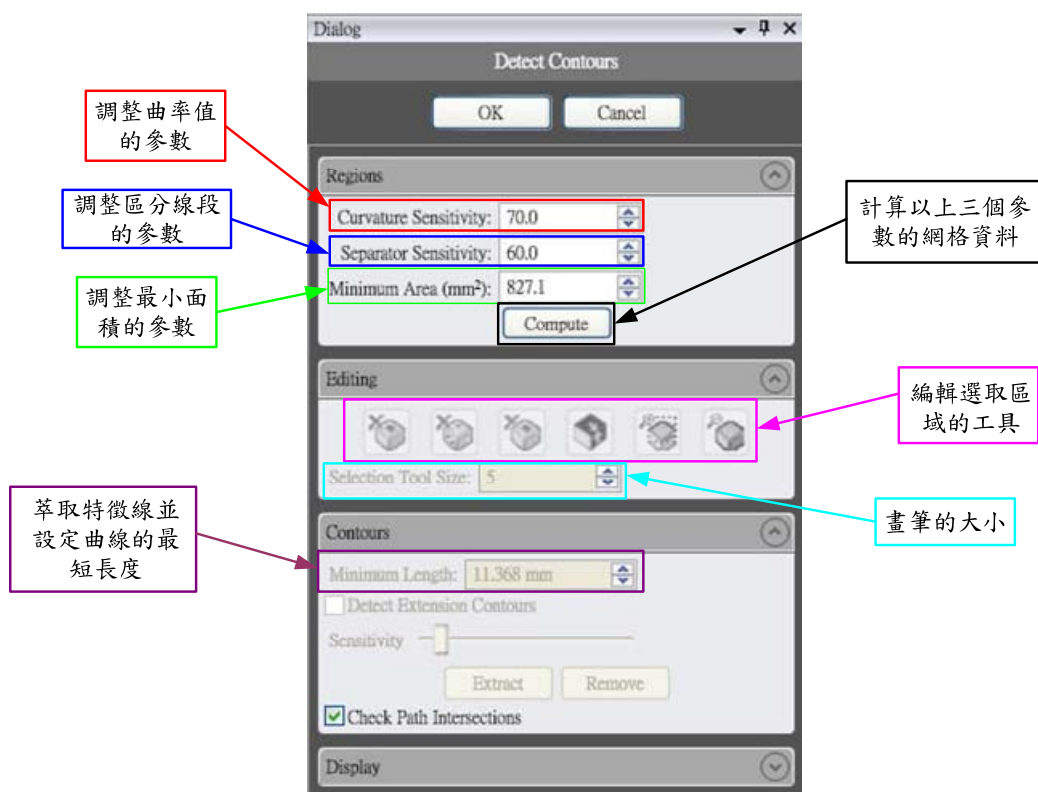 Dialog
Detect Contours
OK Cancel
調整曲率值
的參數
Regions
Curvature Sensitivity: 70.0
調整區分線段
的參數
Separator Sensitivity: 60.0
調整最小面
積的參數
Minimum Area (mm²): 827.1
Compute
計算以上三個參
數的網格資料
Editing
編輯選取區
域的工具
Selection Tool Size: 5
畫筆的大小
萃取特徵線並
設定曲線的最
短長度
Contours
Minimum Length: 11.368 mm
Detect Extension Contours
Sensitivity
Extract Remove
Check Path Intersections
Display